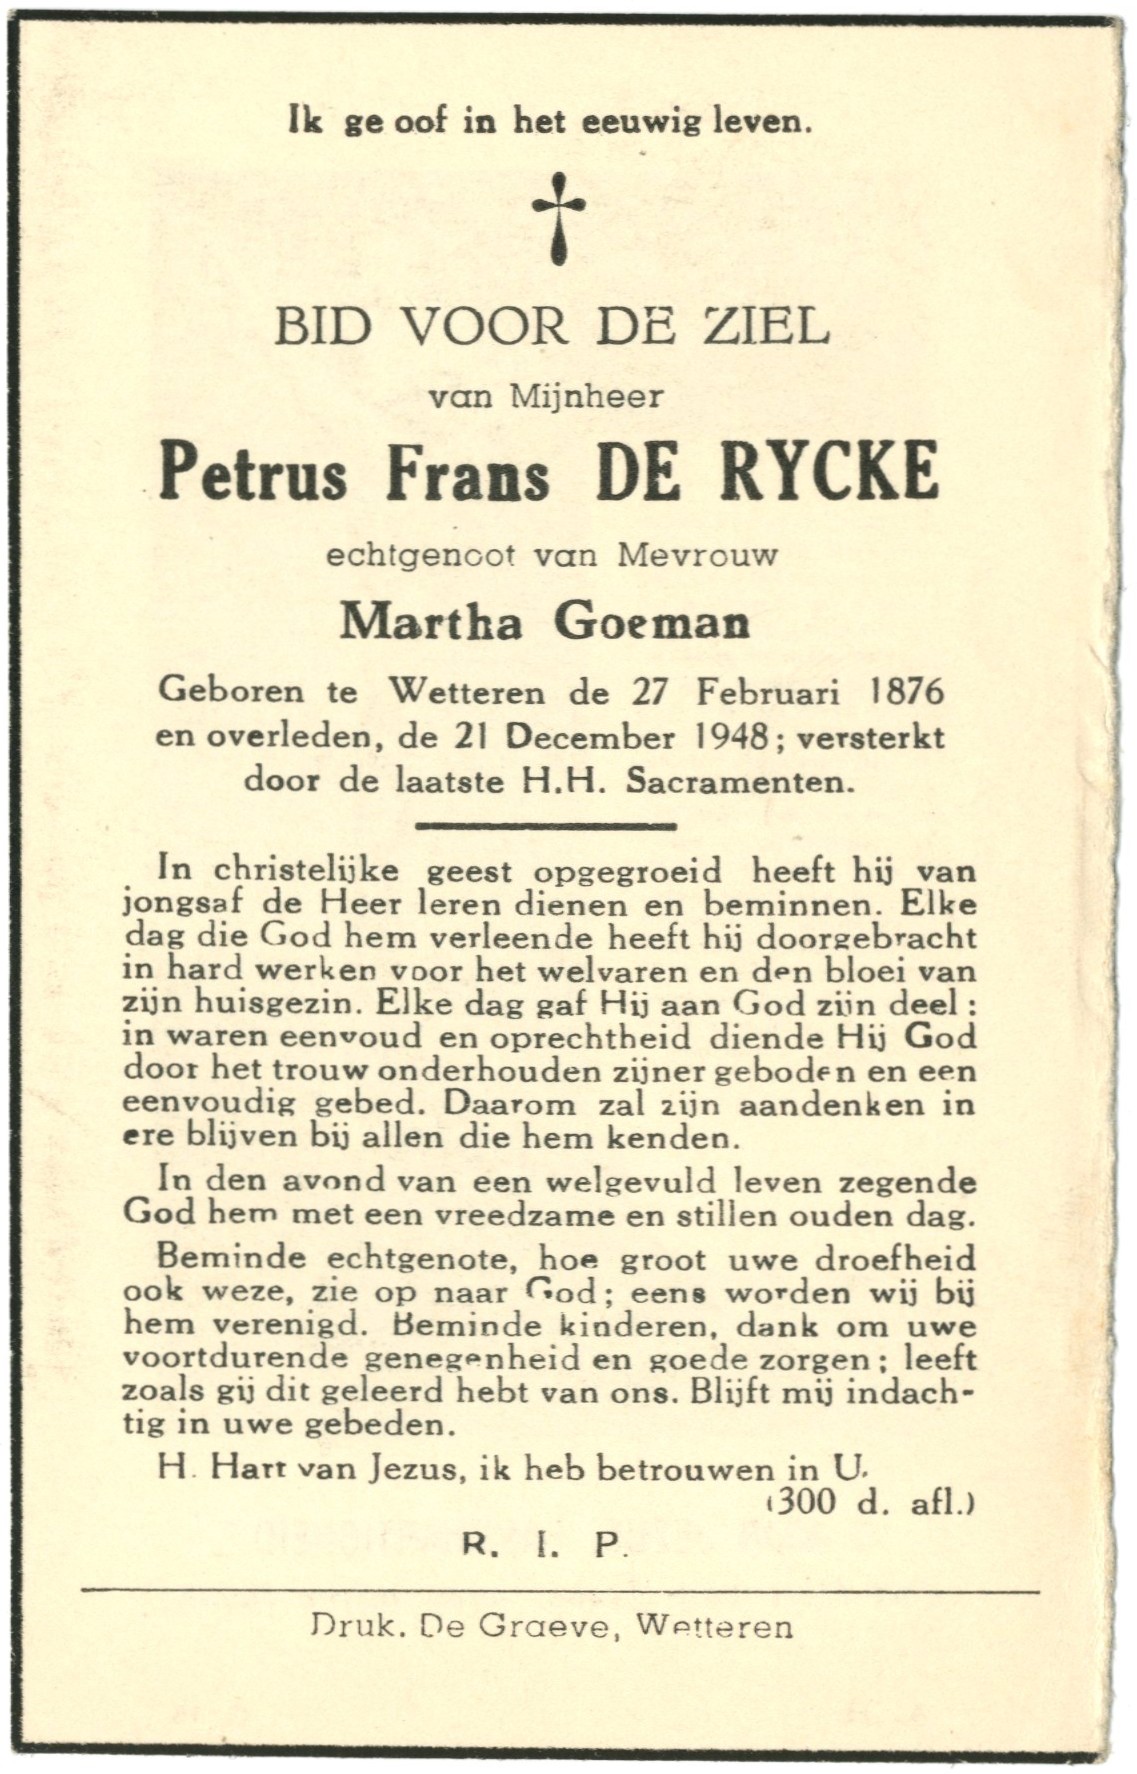 Ik ge oof in het eeuwig leven.
BID VOOR DE ZIEL
van Mijnheer
Petrus Frans DE RYCKE
echtgenoot van Mevrouw
Martha Goeman
Geboren te Wetteren de 27 Februari 1876
en overleden, de 21 December 1948; versterkt
door de laatste H.H. Sacramenten.
In christelijke geest opgegroeid heeft hij van
jongsaf de Heer leren dienen en beminnen. Elke
dag die God hem verleende heeft hij doorgebracht
in hard werken voor het welvaren en den bloei van
zijn huisgezin. Elke dag gaf Hij aan God zijn deel :
in waren eenvoud en oprechtheid diende Hij God
door het trouw onderhouden zijner geboden en een
eenvoudig gebed. Daarom zal zijn aandenken in
ere blijven bij allen die hem kenden.
In den avond van een welgevuld leven zegende
God hem met een vreedzame en stillen ouden dag.
Beminde echtgenote, hoe groot uwe droefheid
ook weze, zie op naar God; eens worden wij bij
hem verenigd. Beminde kinderen, dank om uwe
voortdurende genegenheid en goede zorgen; leeft
zoals gij dit geleerd hebt van ons. Blijft mij indach-
tig in uwe gebeden.
H. Hart van Jezus, ik heb betrouwen in U.
(300 d. afl.)
R. I. P.
Druk. De Graeve, Wetteren